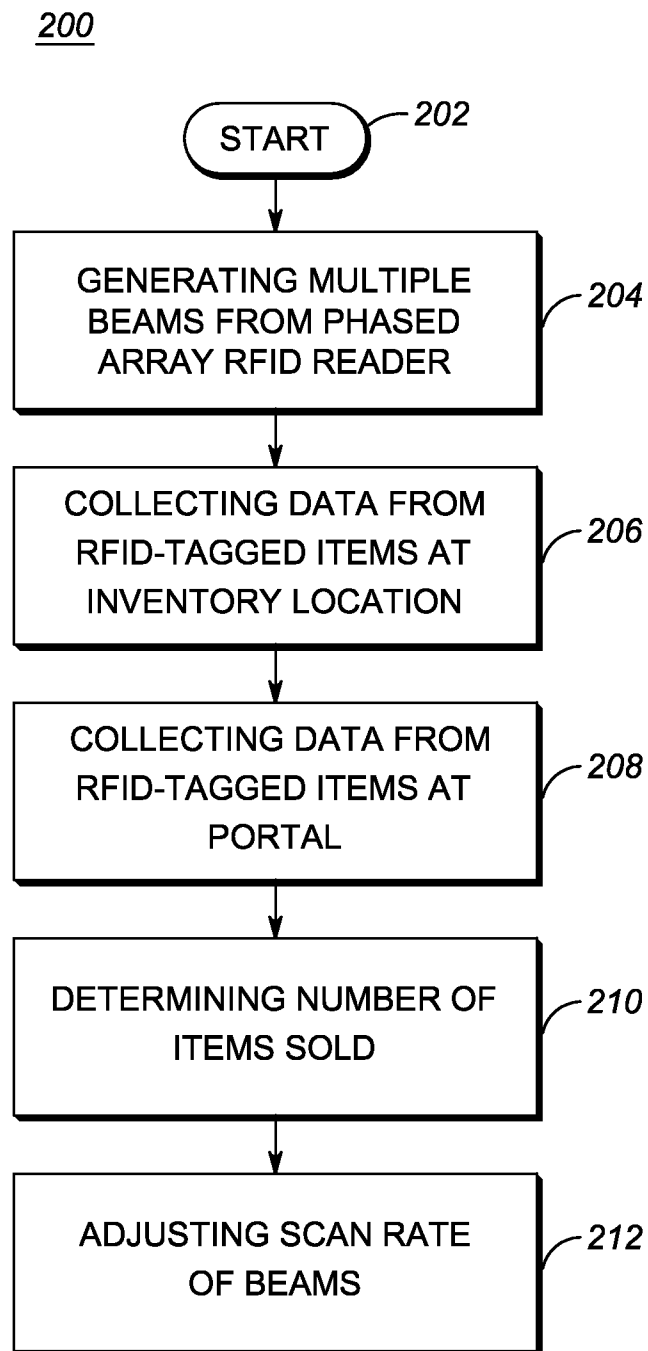 200
START
202
GENERATING MULTIPLE
BEAMS FROM PHASED
ARRAY RFID READER
204
COLLECTING DATA FROM
RFID-TAGGED ITEMS AT
INVENTORY LOCATION
206
COLLECTING DATA FROM
RFID-TAGGED ITEMS AT
PORTAL
208
DETERMINING NUMBER OF
ITEMS SOLD
210
ADJUSTING SCAN RATE
OF BEAMS
212